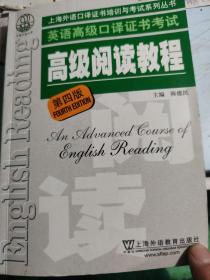 上海外语口译证书培训与考试系列丛书
英语高级口译证书考试
高级阅读教程
第四版
FOURTH EDITION
主编 陈德民
An Advanced Course of
English Reading
English Reading
阅
读
上海外语教育出版社
www.sflep.com